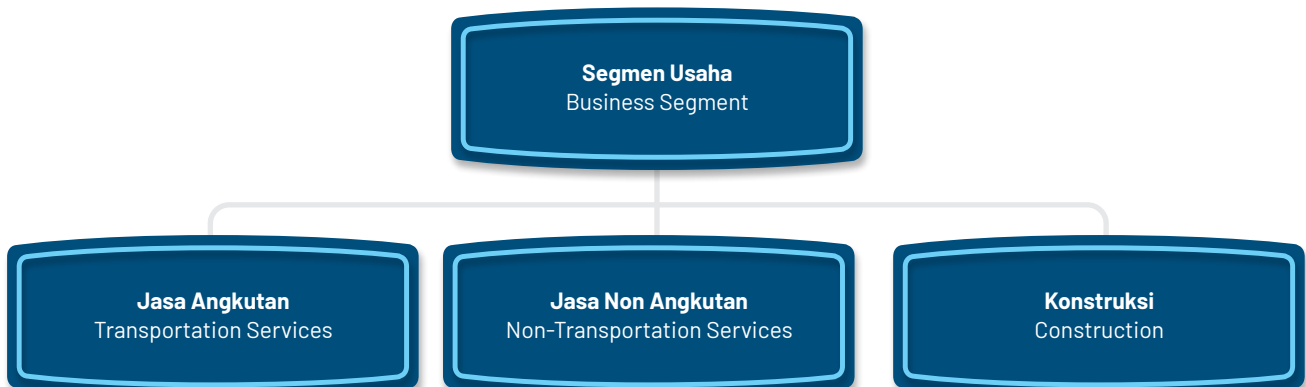 Segmen Usaha
Business Segment
Jasa Angkutan
Transportation Services
Jasa Non Angkutan
Non-Transportation Services
Konstruksi
Construction